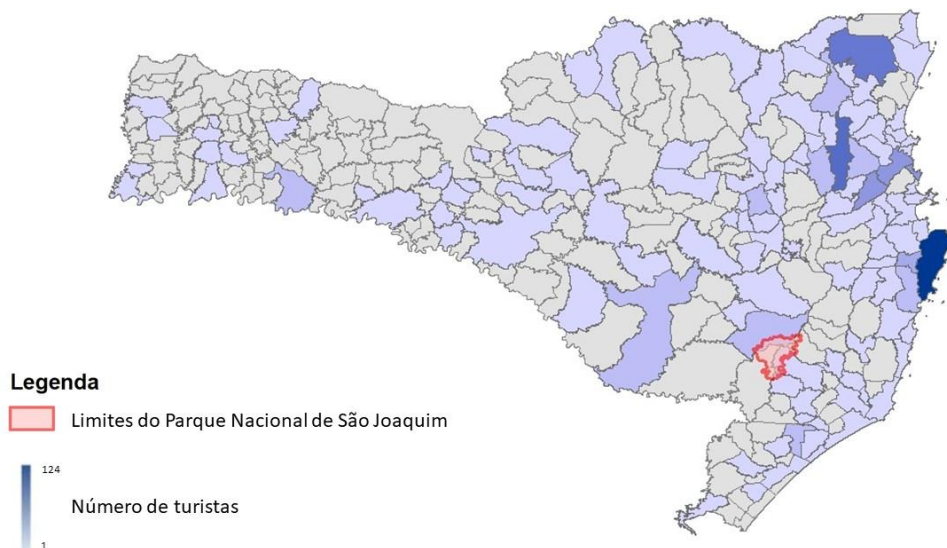 Legenda
Limites do Parque Nacional de São Joaquim
124
Número de turistas
1